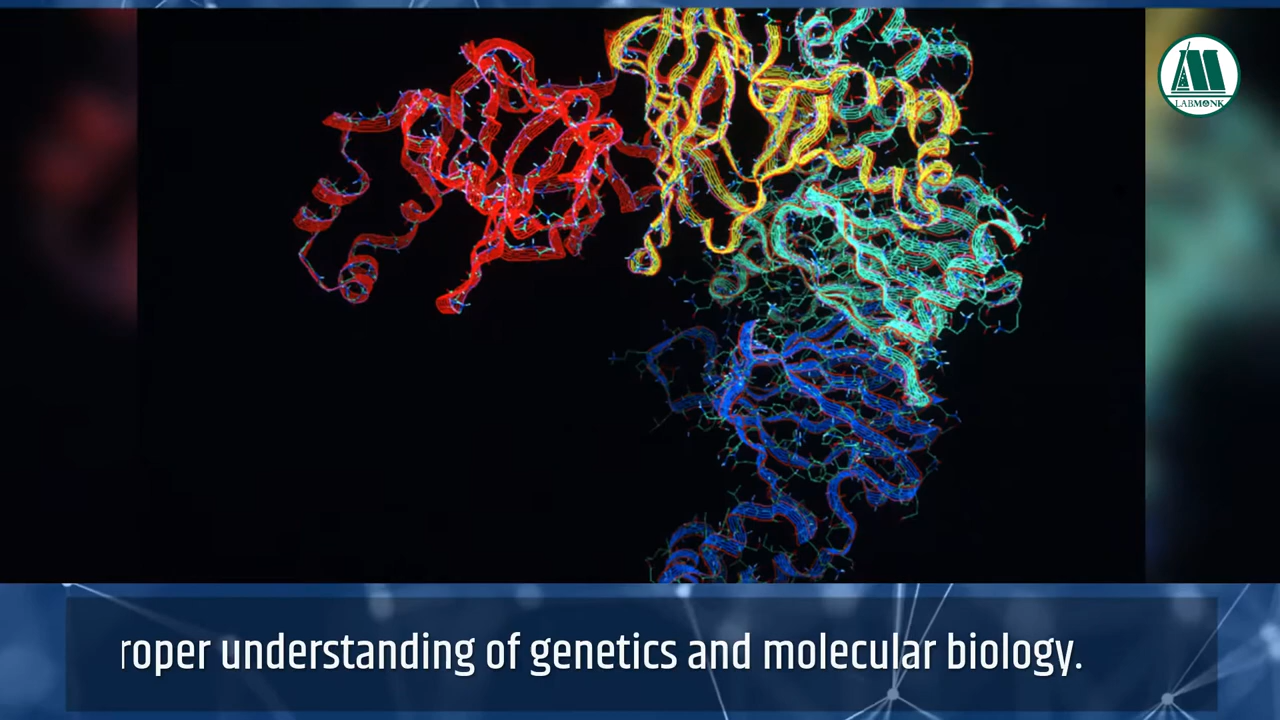 LABMONK
roper understanding of genetics and molecular biology.